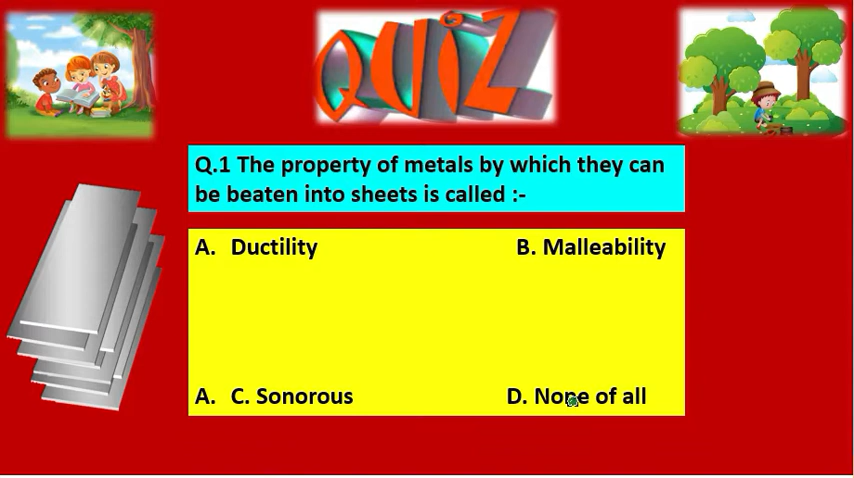 QUiZ
Q.1 The property of metals by which they can
be beaten into sheets is called :-
A. Ductility B. Malleability
A. C. Sonorous D. None of all